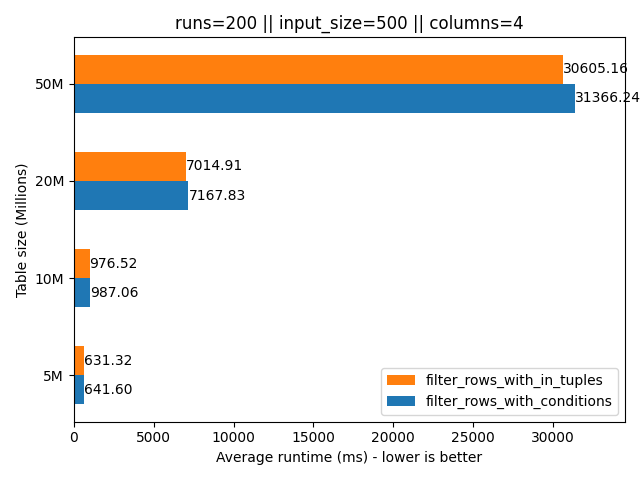 runs=200 || input_size=500 || columns=4
50M
30605.16
31366.24
20M
7014.91
7167.83
10M
976.52
987.06
5M
631.32
641.60
Table size (Millions)
filter_rows_with_in_tuples
filter_rows_with_conditions
0 5000 10000 15000 20000 25000 30000
Average runtime (ms) - lower is better